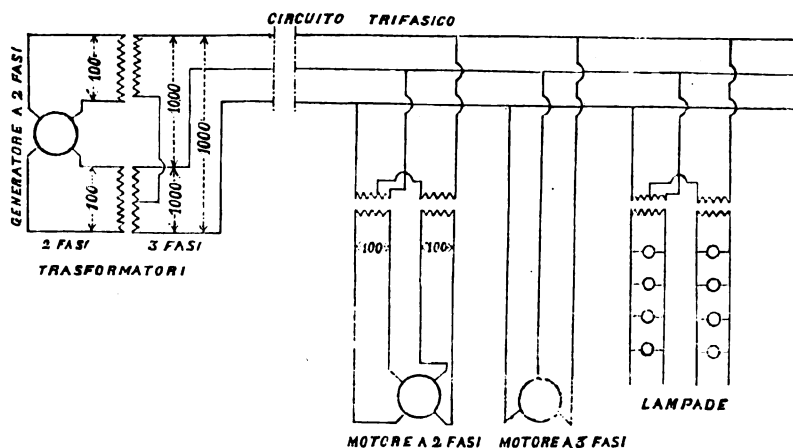 CIRCUITO TRIFASICO
GENERATORE A 2 FASI
100
100
1000
1000
1000
2 FASI 3 FASI
TRASFORMATORI
100 100
MOTORE A 2 FASI
MOTORE A 3 FASI
LAMPADE